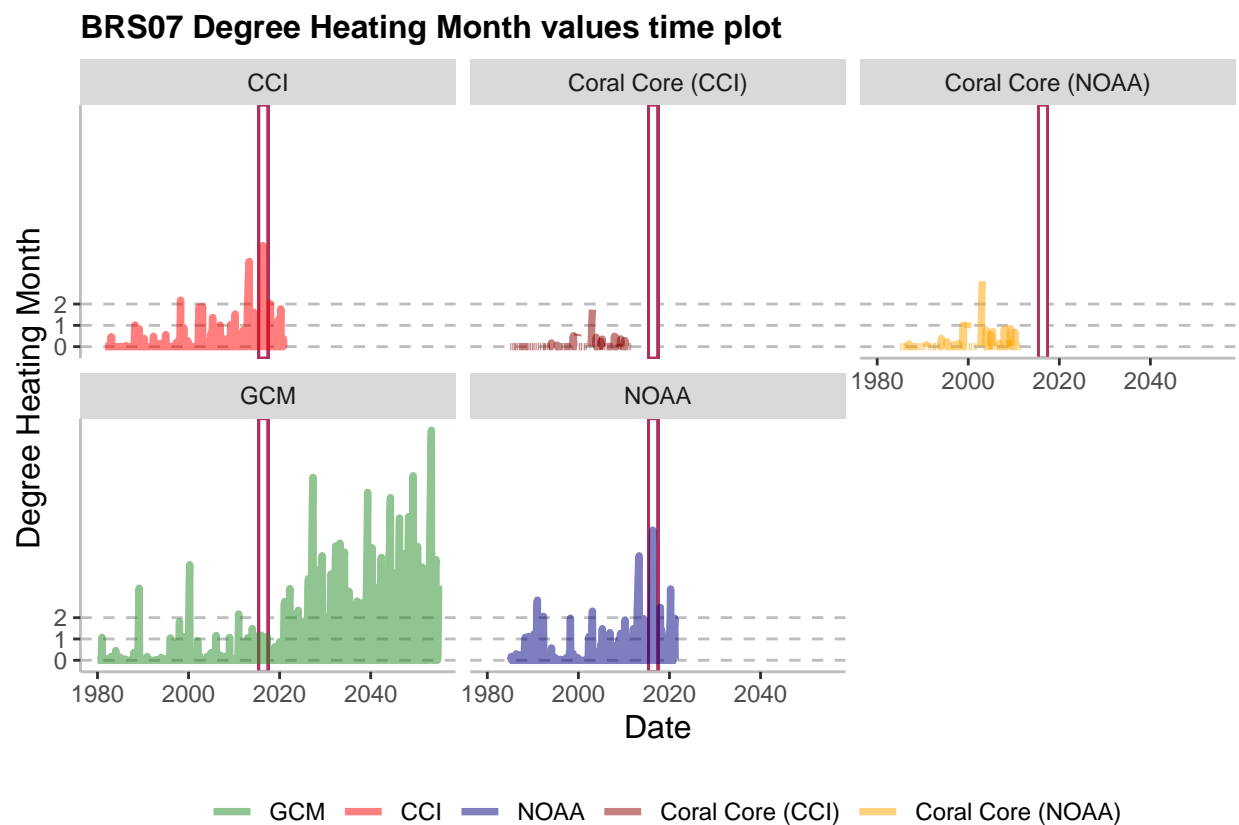 BRS07 Degree Heating Month values time plot
CCI
Coral Core (CCI)
Coral Core (NOAA)
2
1
0
1980 2000 2020 2040
GCM
NOAA
Degree Heating Month
2
1
0
1980 2000 2020 2040
1980 2000 2020 2040
Date
GCM CCI NOAA Coral Core (CCI) Coral Core (NOAA)